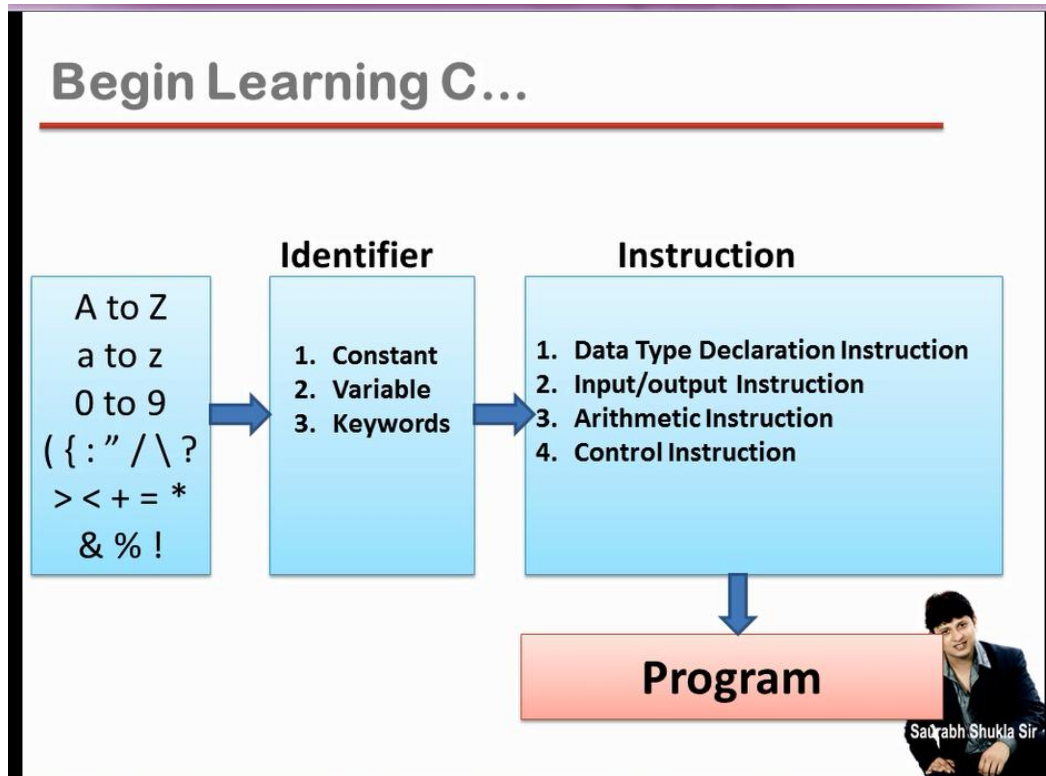 Begin Learning C...
A to Z
a to z
0 to 9
( { : ” / \ ?
> < + = *
& % !
Identifier
1. Constant
2. Variable
3. Keywords
Instruction
1. Data Type Declaration Instruction
2. Input/output Instruction
3. Arithmetic Instruction
4. Control Instruction
Program
Saurabh Shukla Sir